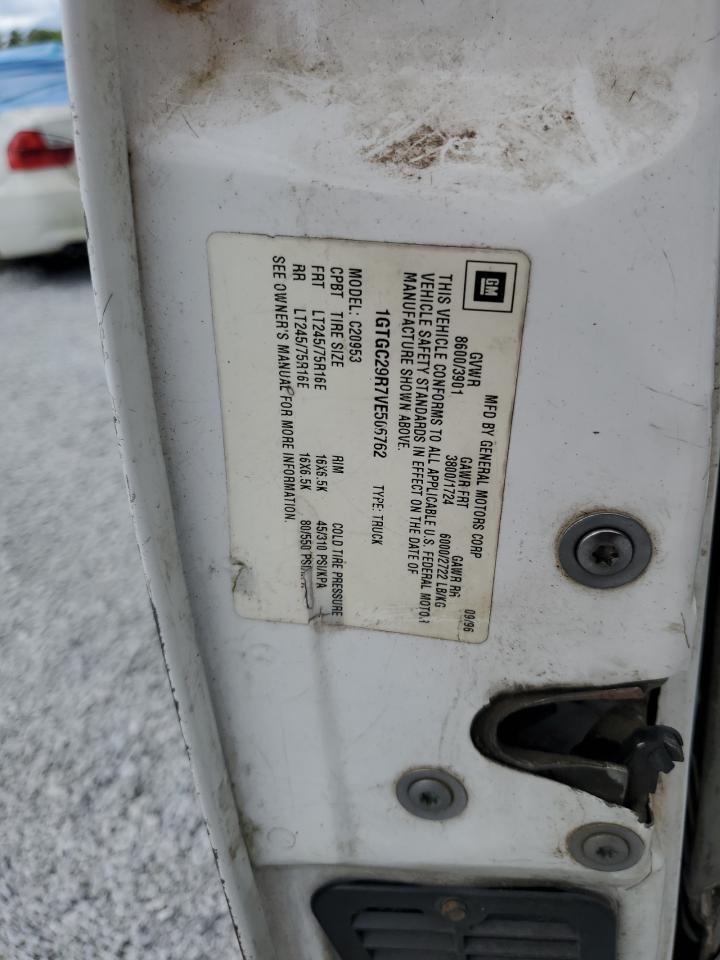 GM
MFD BY GENERAL MOTORS CORP
09/96
GVWR GAWR FRT GAWR RR
8600/3901 3800/1724 6000/2722 LB/KG
THIS VEHICLE CONFORMS TO ALL APPLICABLE U.S. FEDERAL MOTOR
VEHICLE SAFETY STANDARDS IN EFFECT ON THE DATE OF
MANUFACTURE SHOWN ABOVE.
1GTGC29R7VE506762 TYPE: TRUCK
MODEL: C20953
CPBT TIRE SIZE RIM COLD TIRE PRESSURE
FRT LT245/75R16E 16X6.5K 45/310 PSI/KPA
RR LT245/75R16E 16X6.5K 80/550 PSI/
SEE OWNER'S MANUAL FOR MORE INFORMATION.